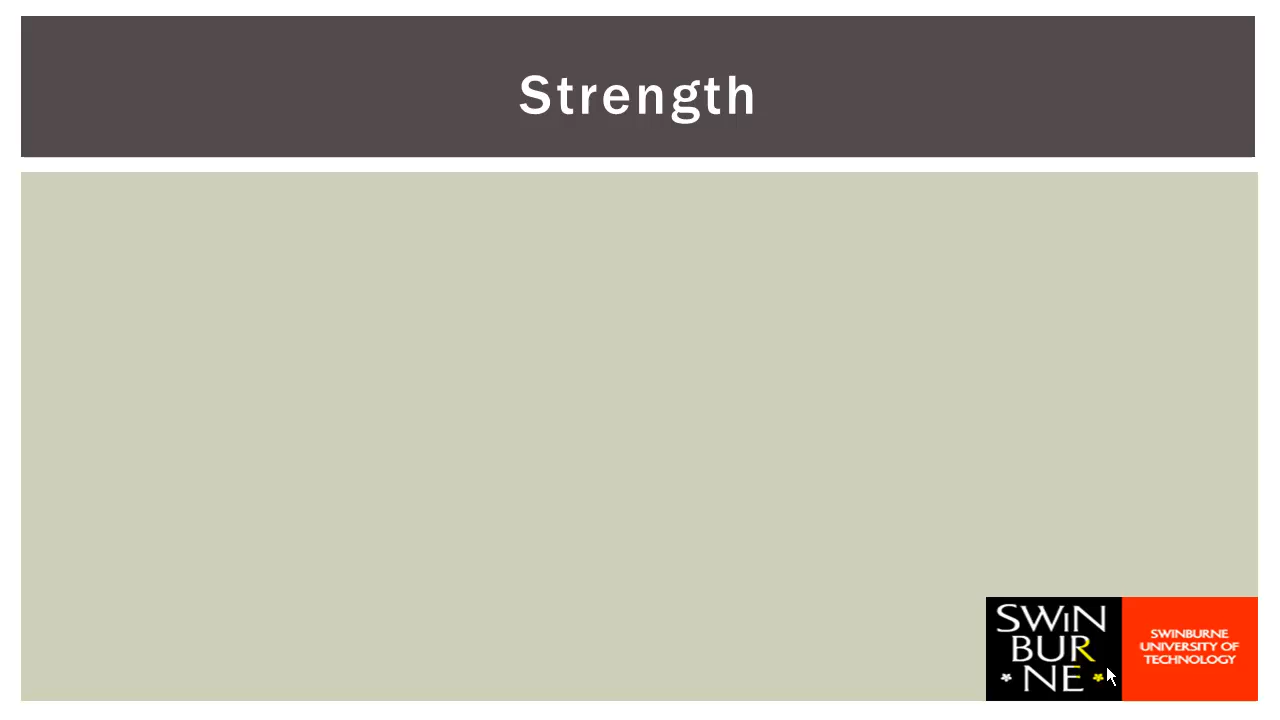 Strength
SWiN
BUR
NE
SWINBURNE
UNIVERSITY OF
TECHNOLOGY